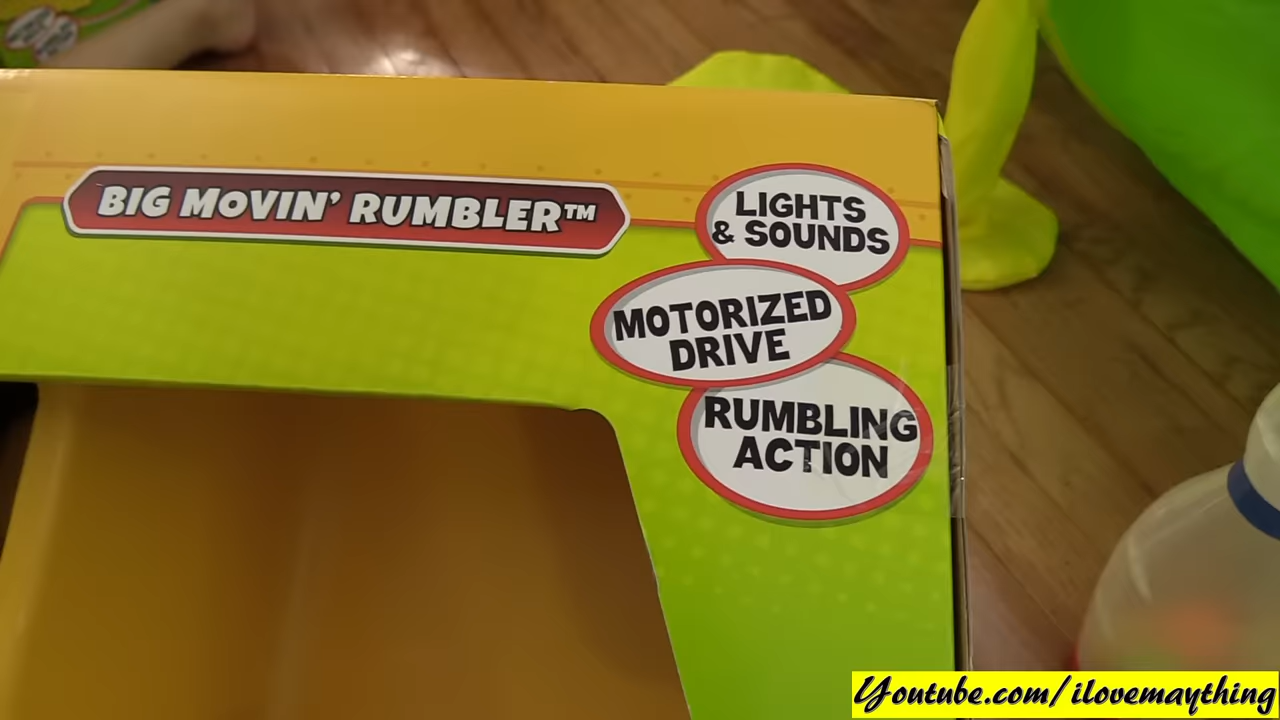 BIG MOVIN' RUMBLER™
LIGHTS
& SOUNDS
MOTORIZED
DRIVE
RUMBLING
ACTION
Youtube.com/ilovemaything